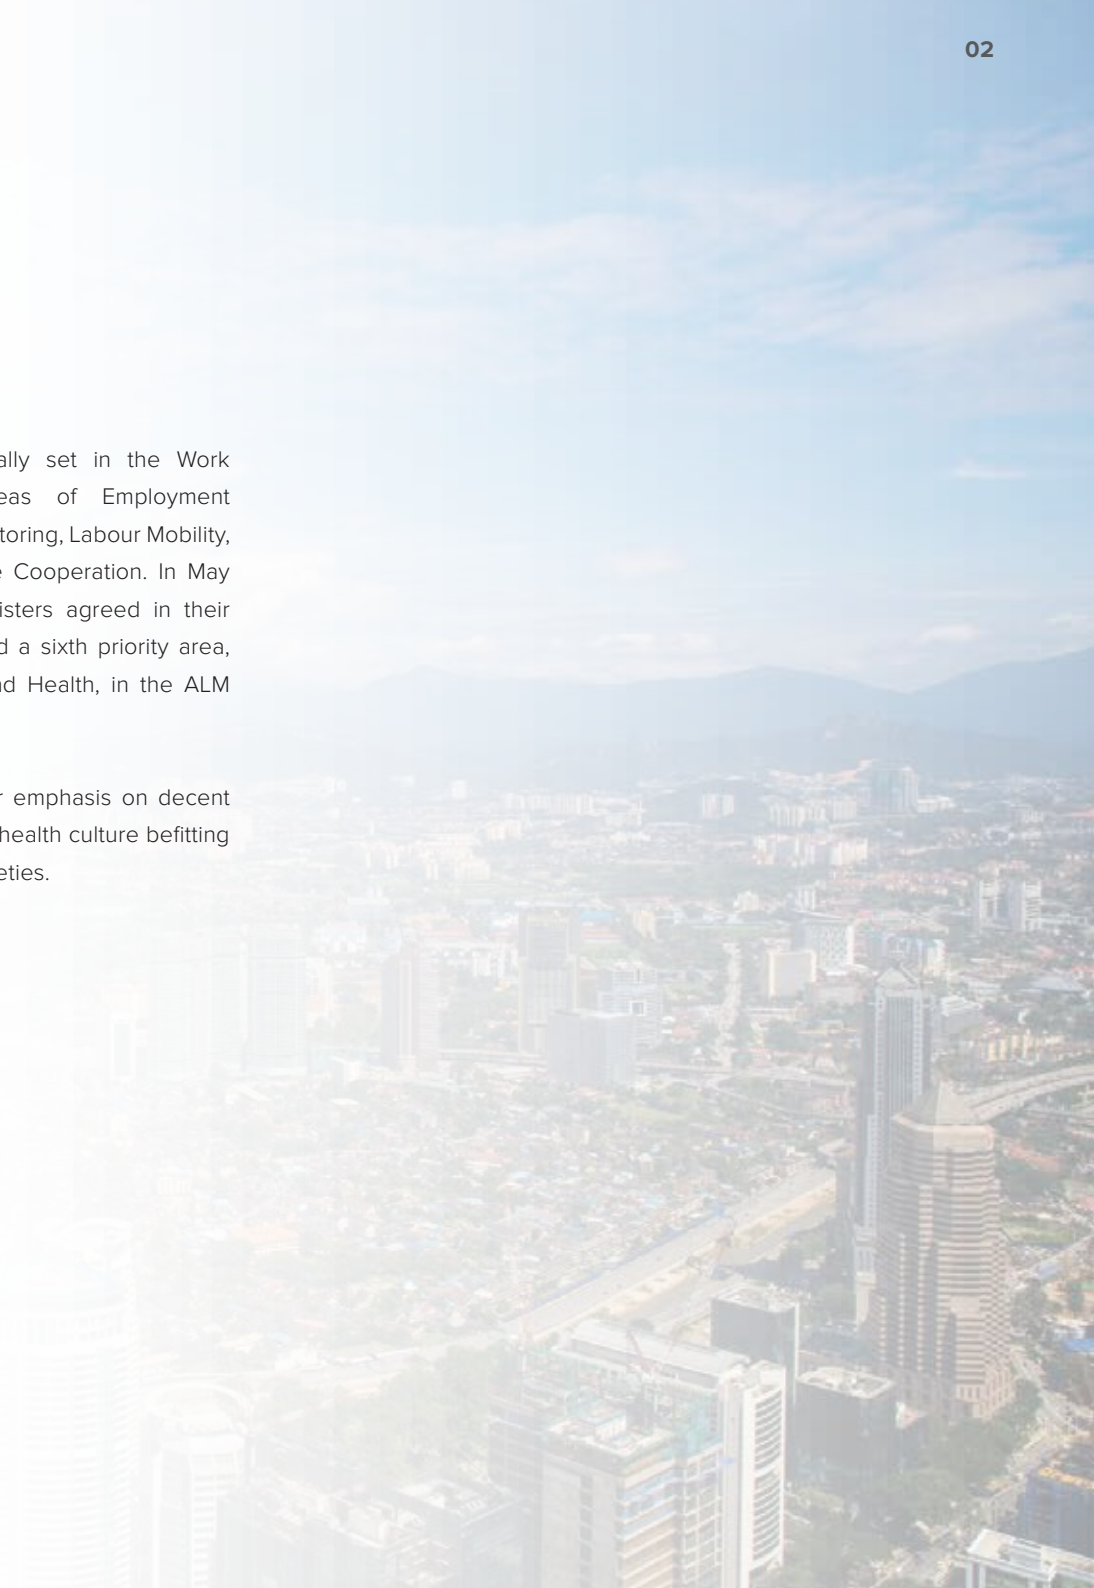 02
ally set in the Work
eas of Employment
toring, Labour Mobility,
e Cooperation. In May
isters agreed in their
d a sixth priority area,
nd Health, in the ALM
r emphasis on decent
health culture befitting
eties.